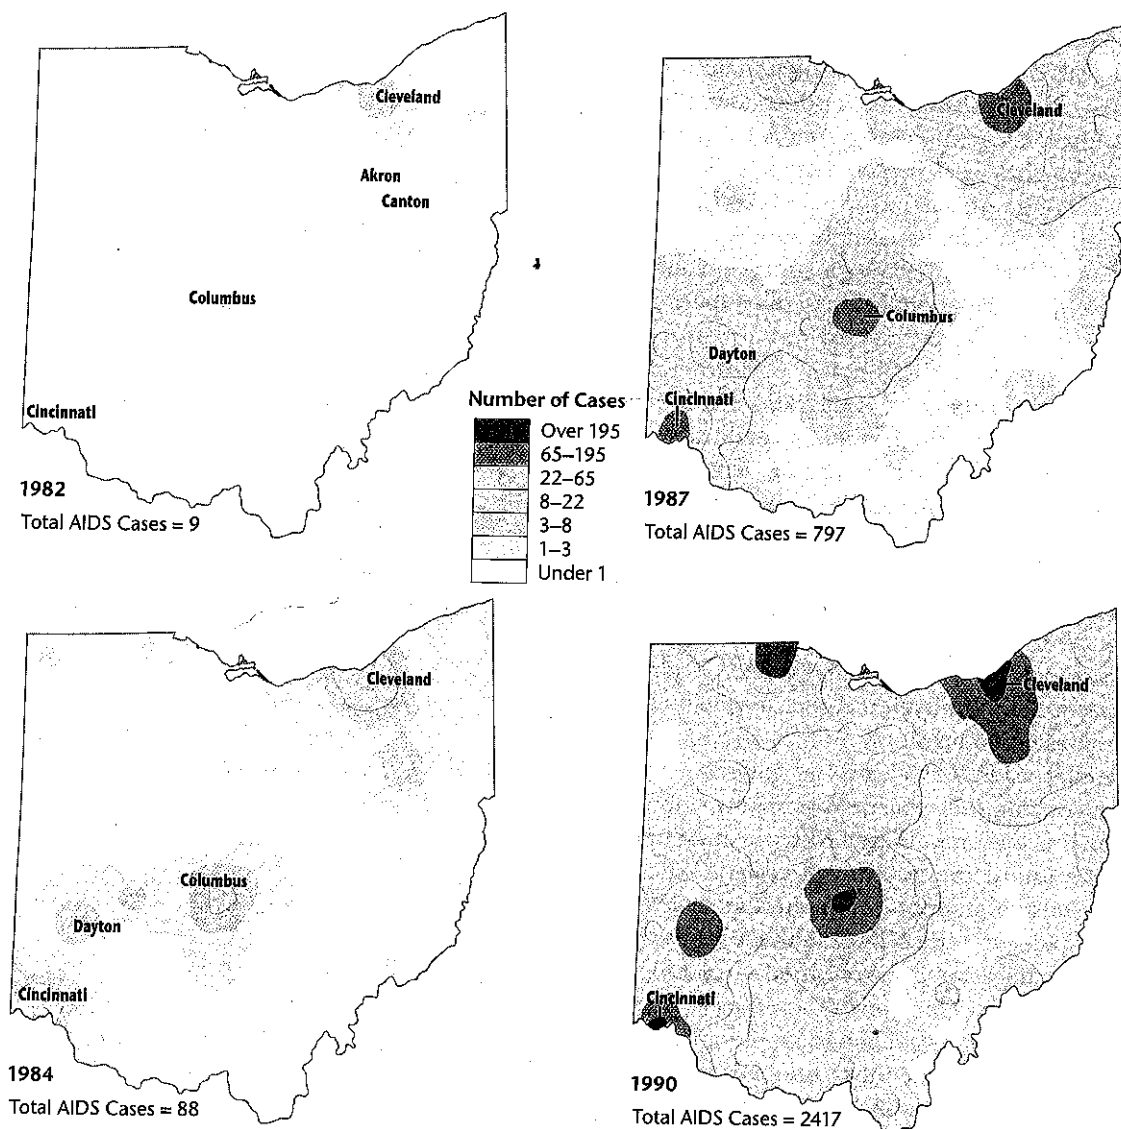 Cleveland
Akron
Canton
Columbus
Cincinnati
1982
Total AIDS Cases = 9
Cleveland
Columbus
Dayton
Cincinnati
1987
Total AIDS Cases = 797
Number of Cases
Over 195
65–195
22–65
8–22
3–8
1–3
Under 1
Cleveland
Columbus
Dayton
Cincinnati
1984
Total AIDS Cases = 88
Cleveland
Cincinnati
1990
Total AIDS Cases = 2417